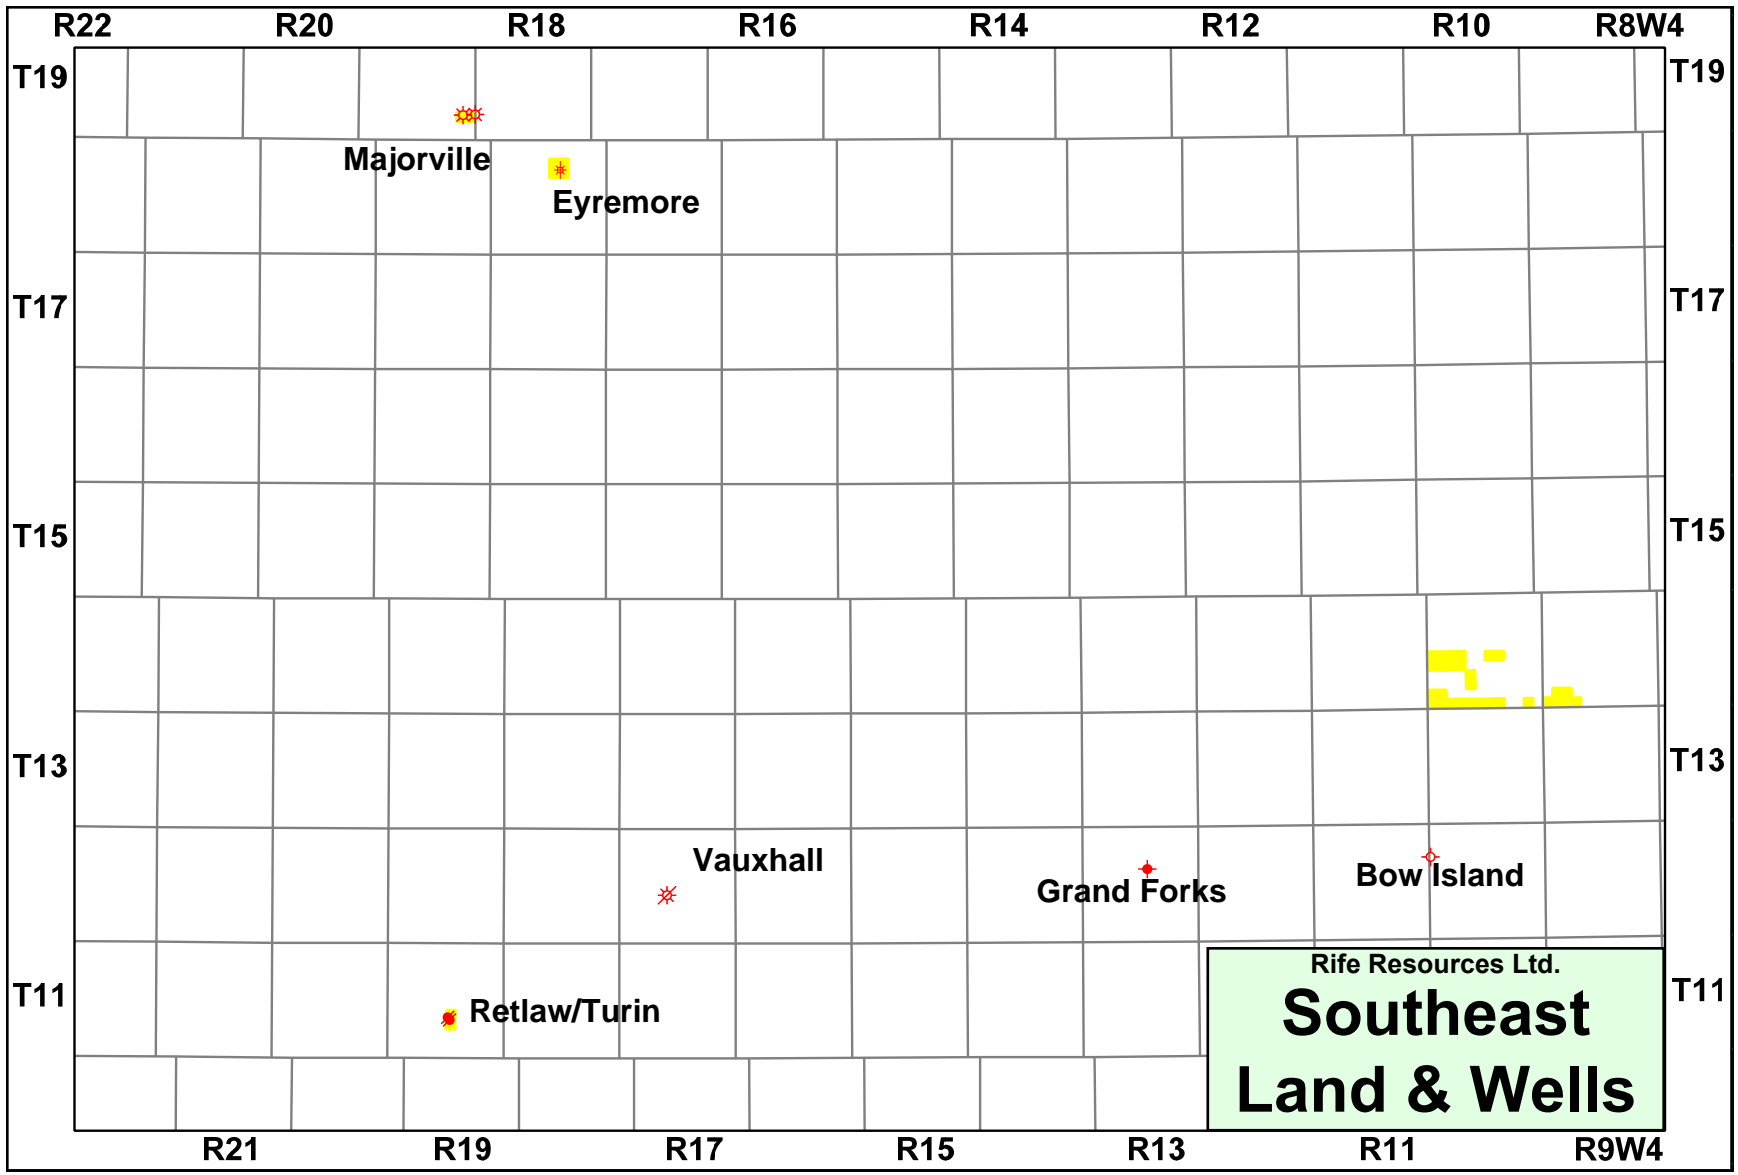 R22 R20 R18 R16 R14 R12 R10 R8W4
T19 T19
Majorville
Eyremore
T17 T17
T15 T15
T13 T13
Vauxhall
Grand Forks
Bow Island
T11 T11
Retlaw/Turin
Rife Resources Ltd.
Southeast
Land & Wells
R21 R19 R17 R15 R13 R11 R9W4